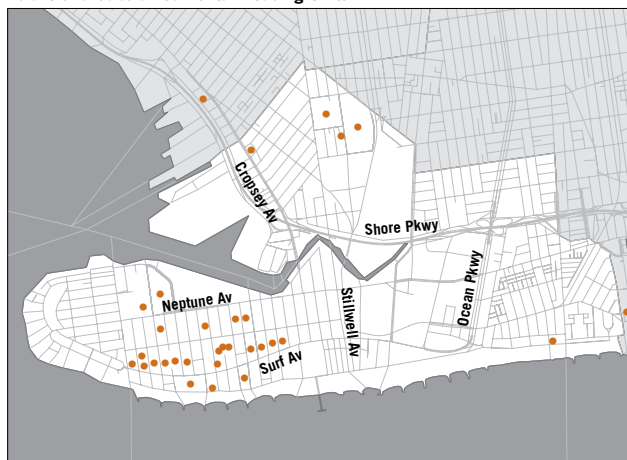 Cropsey Av
Shore Pkwy
Neptune Av
Stillwell Av
Ocean Pkwy
Surf Av